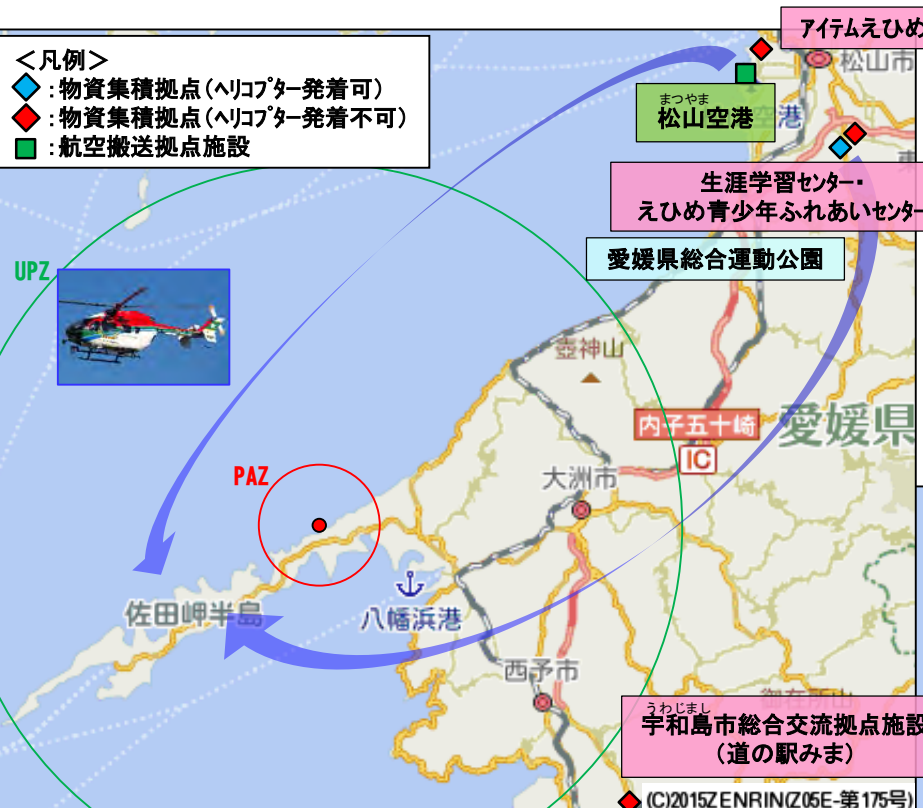 アイテムえひめ
<凡例>
:物資集積拠点(ヘリコプター発着可)
:物資集積拠点(ヘリコプター発着不可)
:航空搬送拠点施設
松山市
まつやま
松山空港
空港
東
生涯学習センター・
えひめ青少年ふれあいセンター
愛媛県総合運動公園
UPZ
壺神山
内子五十崎
IC
愛媛県
PAZ
大洲市
佐田岬半島
八幡浜港
西予市
御在所山
うわじまし
宇和島市総合交流拠点施設
(道の駅みま)
(C)2015ZENRIN(Z05E-第175号)